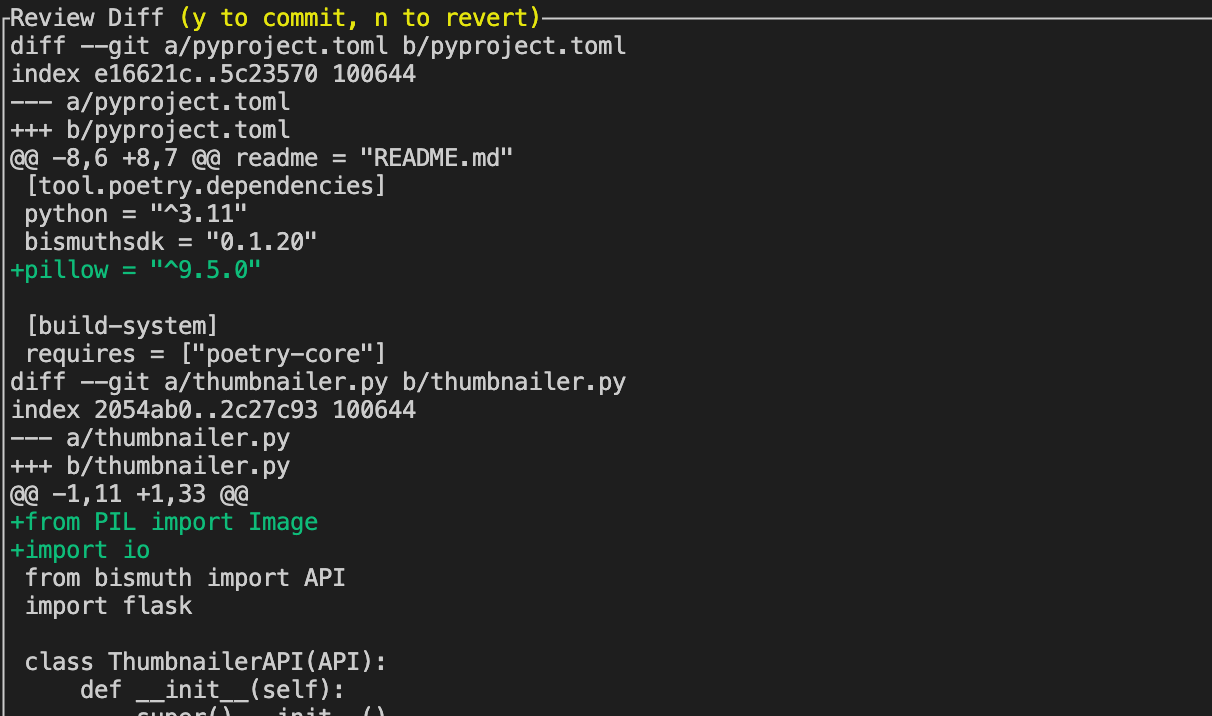 Review Diff (y to commit, n to revert)
diff --git a/pyproject.toml b/pyproject.toml
index e16621c..5c23570 100644
--- a/pyproject.toml
+++ b/pyproject.toml
@@ -8,6 +8,7 @@ readme = "README.md"
 [tool.poetry.dependencies]
 python = "^3.11"
 bismuthsdk = "0.1.20"
+pillow = "^9.5.0"

 [build-system]
 requires = ["poetry-core"]
diff --git a/thumbnailer.py b/thumbnailer.py
index 2054ab0..2c27c93 100644
--- a/thumbnailer.py
+++ b/thumbnailer.py
@@ -1,11 +1,33 @@
+from PIL import Image
+import io
 from bismuth import API
 import flask

 class ThumbnailerAPI(API):
     def __init__(self):
         super().__init__()